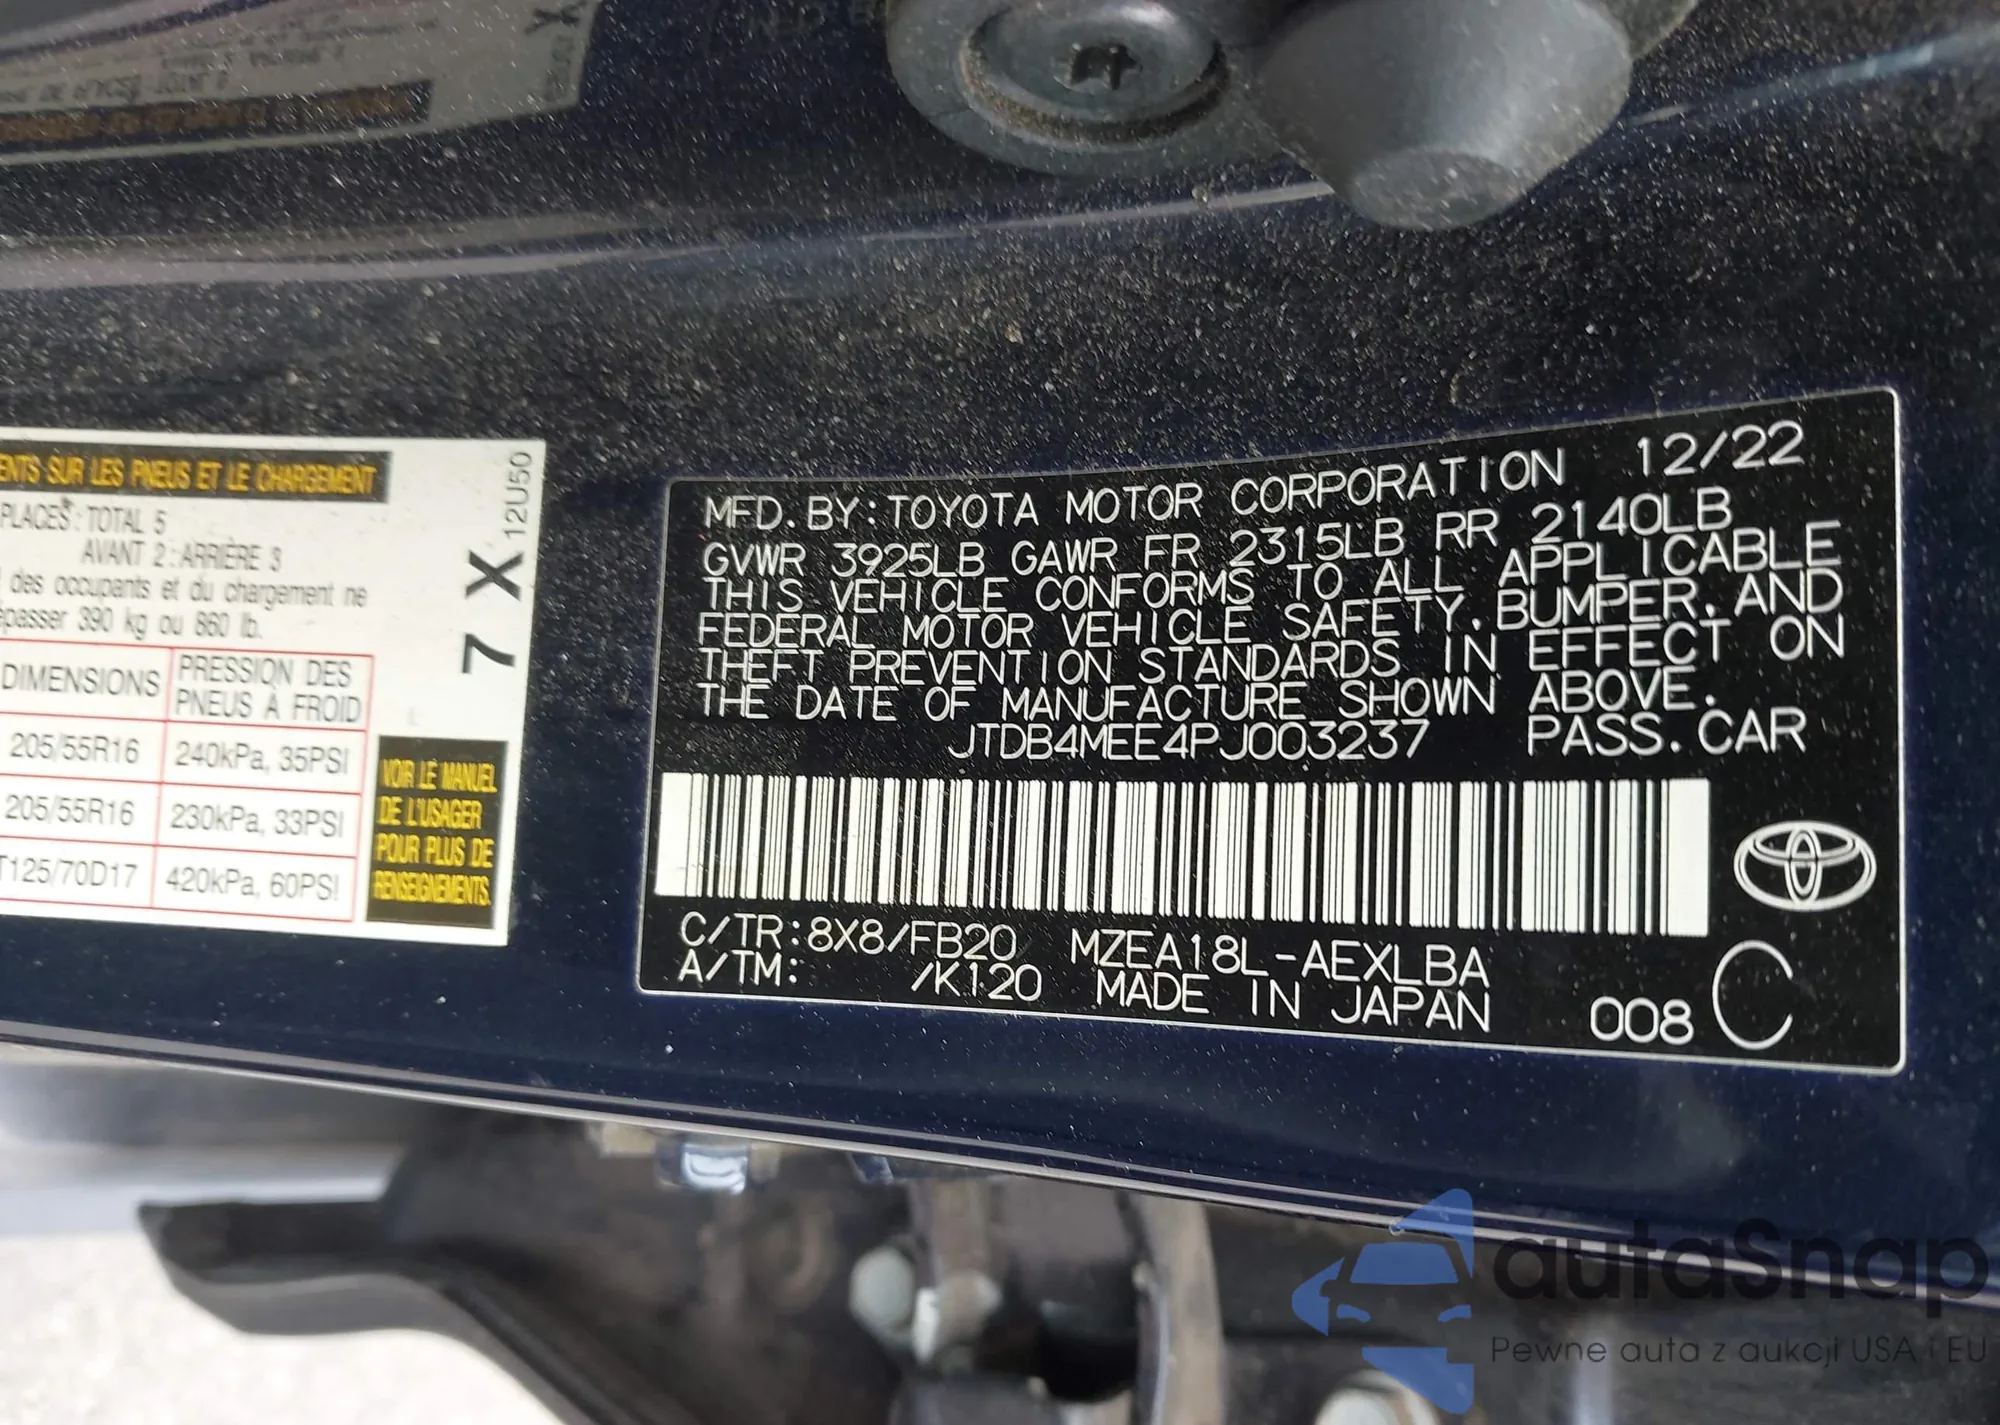 ENTS SUR LES PNEUS ET LE CHARGEMENT
PLACES : TOTAL 5
AVANT 2 : ARRIÈRE 3
des occupants et du chargement ne
passer 390 kg ou 860 lb.
DIMENSIONS PRESSION DES PNEUS À FROID
205/55R16 240kPa, 35PSI
205/55R16 230kPa, 33PSI
T125/70D17 420kPa, 60PSI
VOIR LE MANUEL
DE L'USAGER
POUR PLUS DE
RENSEIGNEMENTS.
7 X
12U50
MFD. BY: TOYOTA MOTOR CORPORATION 12/22
GVWR 3925LB GAWR FR 2315LB RR 2140LB
THIS VEHICLE CONFORMS TO ALL APPLICABLE
FEDERAL MOTOR VEHICLE SAFETY, BUMPER, AND
THEFT PREVENTION STANDARDS IN EFFECT ON
THE DATE OF MANUFACTURE SHOWN ABOVE.
JTDB4MEE4PJ003237 PASS. CAR
C/TR: 8X8/FB20 MZEA18L-AEXLBA
A/TM: /K120 MADE IN JAPAN
008 C
autaSnap
Pewne auta z aukcji USA i EU